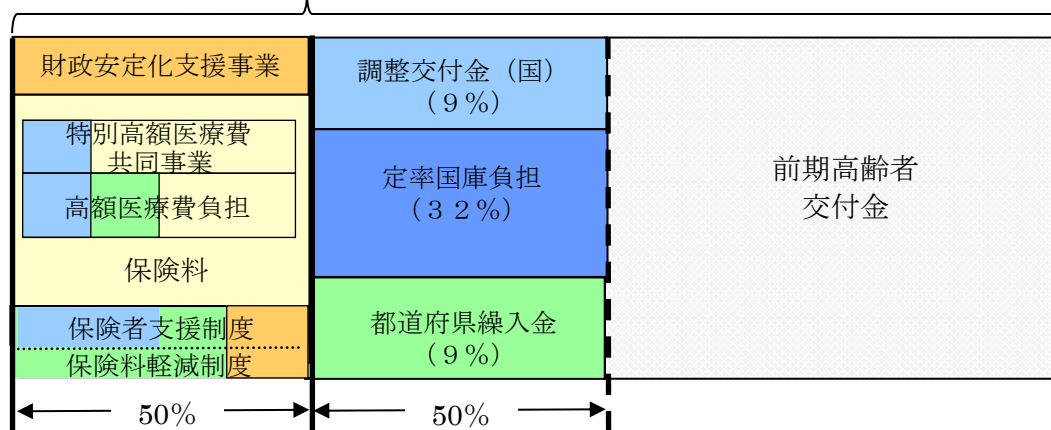 財政安定化支援事業
特別高額医療費
共同事業
高額医療費負担
保険料
保険者支援制度
保険料軽減制度
50%
調整交付金（国）
（９%）
定率国庫負担
（３２%）
都道府県繰入金
（９%）
50%
前期高齢者
交付金